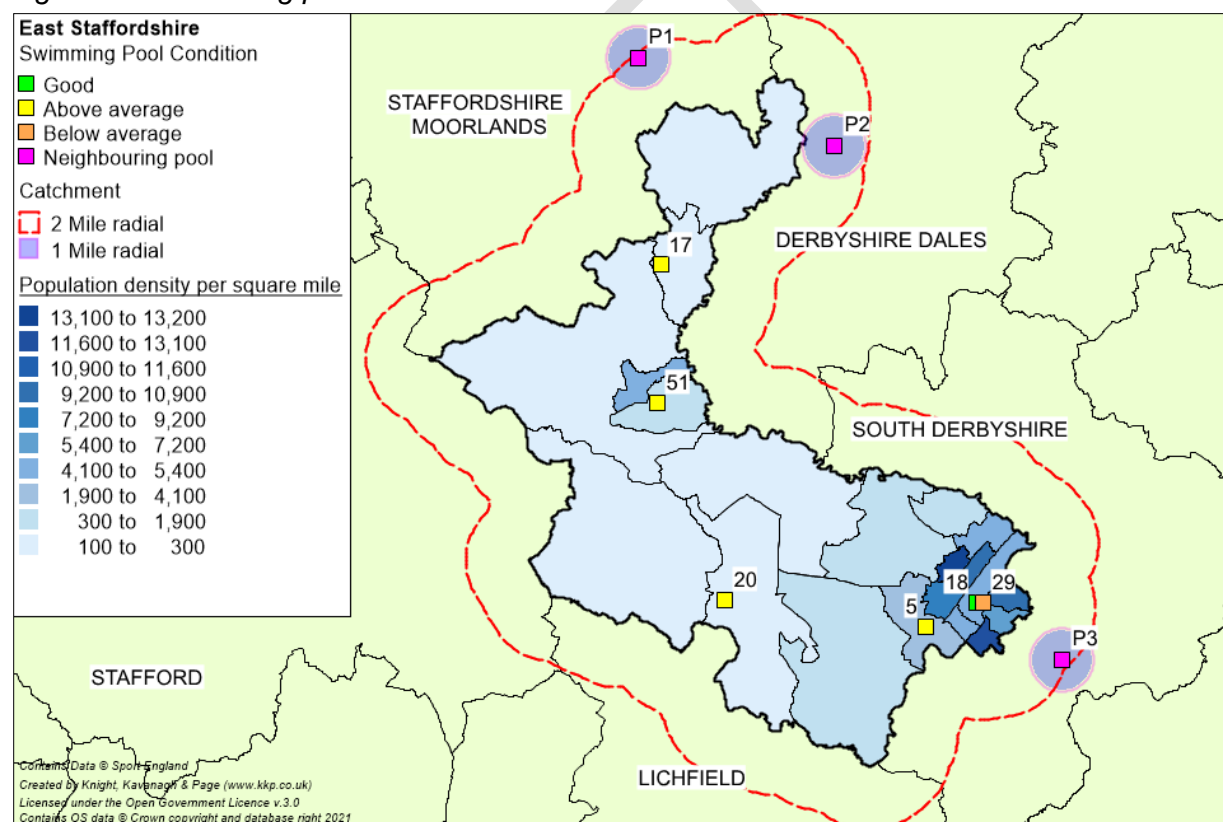 East Staffordshire
Swimming Pool Condition
Good
Above average
Below average
Neighbouring pool
Catchment
2 Mile radial
1 Mile radial
Population density per square mile
13,100 to 13,200
11,600 to 13,100
10,900 to 11,600
9,200 to 10,900
7,200 to 9,200
5,400 to 7,200
4,100 to 5,400
1,900 to 4,100
300 to 1,900
100 to 300
P1
STAFFORDSHIRE
MOORLANDS
P2
17
DERBYSHIRE DALES
51
SOUTH DERBYSHIRE
20
18
29
5
P3
STAFFORD
LICHFIELD
Contains Data © Sport England
Created by Knight, Kavanagh & Page (www.kkp.co.uk)
Licensed under the Open Government Licence v.3.0
Contains OS data © Crown copyright and database right 2021